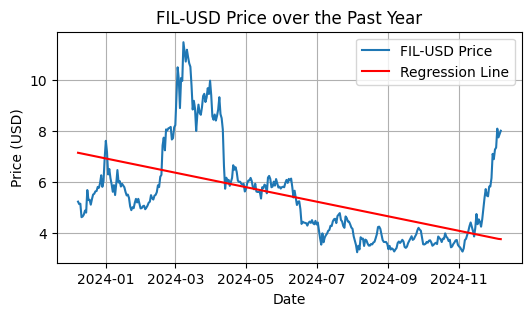 FIL-USD Price over the Past Year
FIL-USD Price
Regression Line
Price (USD)
10
8
6
4
2024-01 2024-03 2024-05 2024-07 2024-09 2024-11
Date